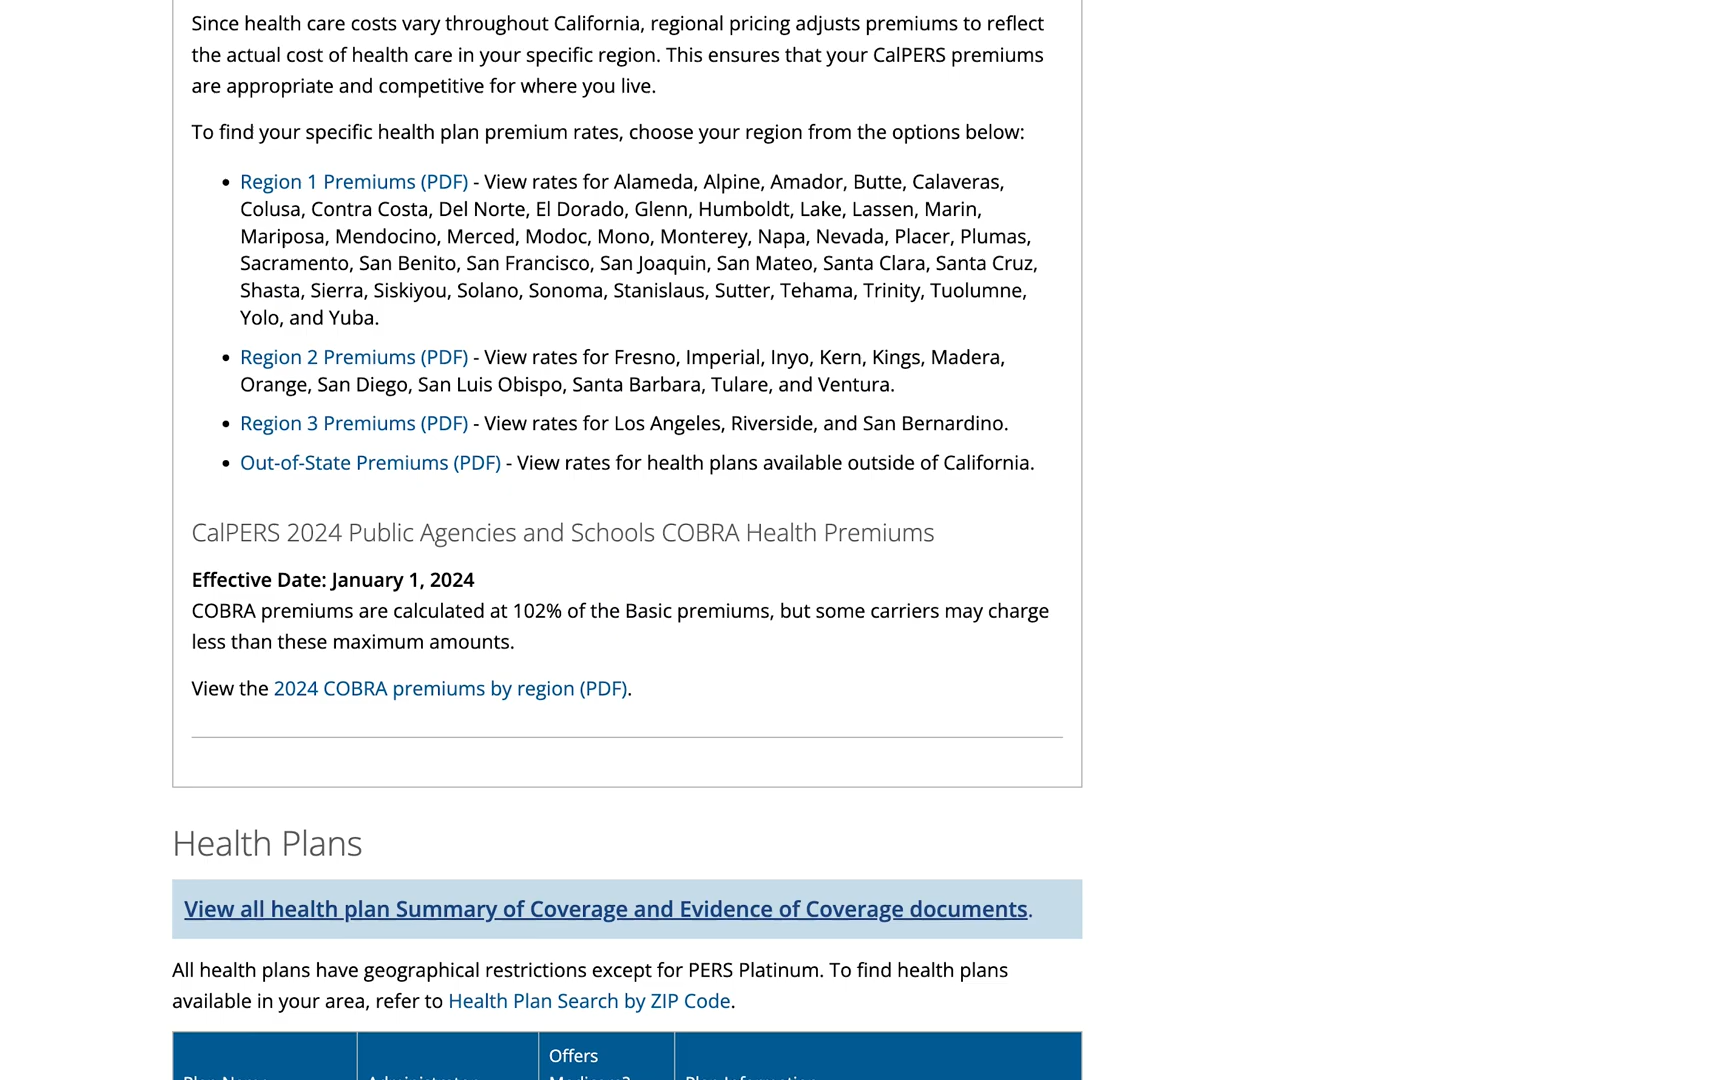 Since health care costs vary throughout California, regional pricing adjusts premiums to reflect
the actual cost of health care in your specific region. This ensures that your CalPERS premiums
are appropriate and competitive for where you live.
To find your specific health plan premium rates, choose your region from the options below:
• Region 1 Premiums (PDF) - View rates for Alameda, Alpine, Amador, Butte, Calaveras,
Colusa, Contra Costa, Del Norte, El Dorado, Glenn, Humboldt, Lake, Lassen, Marin,
Mariposa, Mendocino, Merced, Modoc, Mono, Monterey, Napa, Nevada, Placer, Plumas,
Sacramento, San Benito, San Francisco, San Joaquin, San Mateo, Santa Clara, Santa Cruz,
Shasta, Sierra, Siskiyou, Solano, Sonoma, Stanislaus, Sutter, Tehama, Trinity, Tuolumne,
Yolo, and Yuba.
• Region 2 Premiums (PDF) - View rates for Fresno, Imperial, Inyo, Kern, Kings, Madera,
Orange, San Diego, San Luis Obispo, Santa Barbara, Tulare, and Ventura.
• Region 3 Premiums (PDF) - View rates for Los Angeles, Riverside, and San Bernardino.
• Out-of-State Premiums (PDF) - View rates for health plans available outside of California.
CalPERS 2024 Public Agencies and Schools COBRA Health Premiums
Effective Date: January 1, 2024
COBRA premiums are calculated at 102% of the Basic premiums, but some carriers may charge
less than these maximum amounts.
View the 2024 COBRA premiums by region (PDF).
Health Plans
View all health plan Summary of Coverage and Evidence of Coverage documents.
All health plans have geographical restrictions except for PERS Platinum. To find health plans
available in your area, refer to Health Plan Search by ZIP Code.
Offers